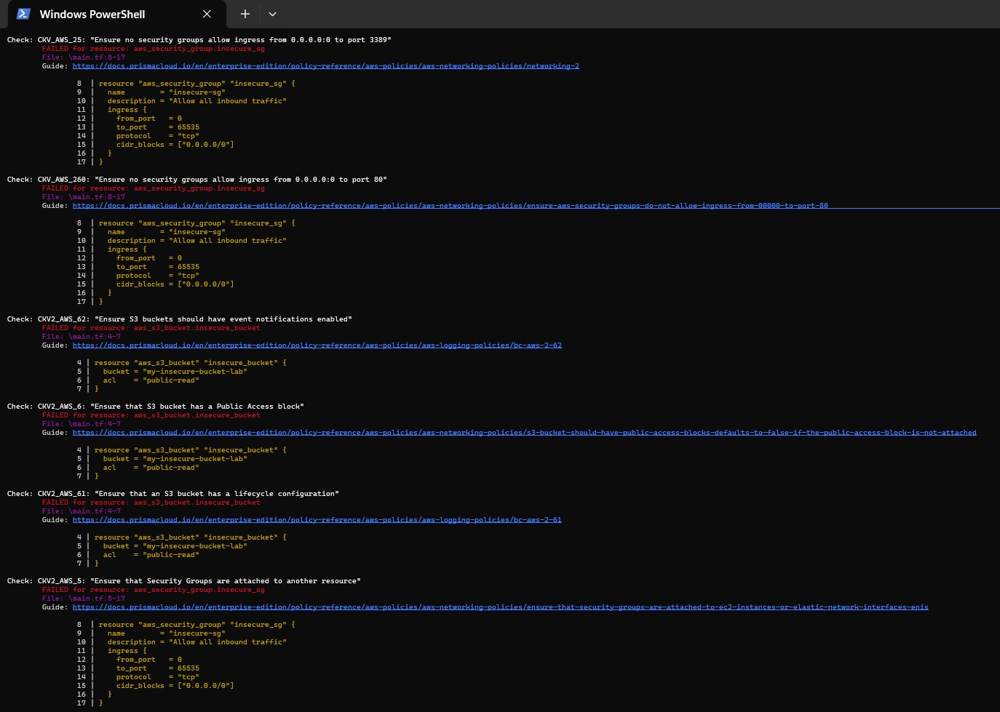 Windows PowerShell
Check: CKV_AWS_25: "Ensure no security groups allow ingress from 0.0.0.0:0 to port 3389"
FAILED for resource: aws_security_group.insecure_sg
File: \main.tf:8-17
Guide: https://docs.prismacloud.io/en/enterprise-edition/policy-reference/aws-policies/aws-networking-policies/networking-2
8 | resource "aws_security_group" "insecure_sg" {
9 | name = "insecure-sg"
10 | description = "Allow all inbound traffic"
11 | ingress {
12 | from_port = 0
13 | to_port = 65535
14 | protocol = "tcp"
15 | cidr_blocks = ["0.0.0.0/0"]
16 | }
17 | }
Check: CKV_AWS_260: "Ensure no security groups allow ingress from 0.0.0.0:0 to port 80"
FAILED for resource: aws_security_group.insecure_sg
File: \main.tf:8-17
Guide: https://docs.prismacloud.io/en/enterprise-edition/policy-reference/aws-policies/aws-networking-policies/ensure-aws-security-groups-do-not-allow-ingress-from-00000-to-port-80
8 | resource "aws_security_group" "insecure_sg" {
9 | name = "insecure-sg"
10 | description = "Allow all inbound traffic"
11 | ingress {
12 | from_port = 0
13 | to_port = 65535
14 | protocol = "tcp"
15 | cidr_blocks = ["0.0.0.0/0"]
16 | }
17 | }
Check: CKV2_AWS_62: "Ensure S3 buckets should have event notifications enabled"
FAILED for resource: aws_s3_bucket.insecure_bucket
File: \main.tf:4-7
Guide: https://docs.prismacloud.io/en/enterprise-edition/policy-reference/aws-policies/aws-logging-policies/bc-aws-2-62
4 | resource "aws_s3_bucket" "insecure_bucket" {
5 | bucket = "my-insecure-bucket-lab"
6 | acl = "public-read"
7 | }
Check: CKV2_AWS_6: "Ensure that S3 bucket has a Public Access block"
FAILED for resource: aws_s3_bucket.insecure_bucket
File: \main.tf:4-7
Guide: https://docs.prismacloud.io/en/enterprise-edition/policy-reference/aws-policies/aws-networking-policies/s3-bucket-should-have-public-access-blocks-defaults-to-false-if-the-public-access-block-is-not-attached
4 | resource "aws_s3_bucket" "insecure_bucket" {
5 | bucket = "my-insecure-bucket-lab"
6 | acl = "public-read"
7 | }
Check: CKV2_AWS_61: "Ensure that an S3 bucket has a lifecycle configuration"
FAILED for resource: aws_s3_bucket.insecure_bucket
File: \main.tf:4-7
Guide: https://docs.prismacloud.io/en/enterprise-edition/policy-reference/aws-policies/aws-logging-policies/bc-aws-2-61
4 | resource "aws_s3_bucket" "insecure_bucket" {
5 | bucket = "my-insecure-bucket-lab"
6 | acl = "public-read"
7 | }
Check: CKV2_AWS_5: "Ensure that Security Groups are attached to another resource"
FAILED for resource: aws_security_group.insecure_sg
File: \main.tf:8-17
Guide: https://docs.prismacloud.io/en/enterprise-edition/policy-reference/aws-policies/aws-networking-policies/ensure-that-security-groups-are-attached-to-ec2-instances-or-elastic-network-interfaces-enis
8 | resource "aws_security_group" "insecure_sg" {
9 | name = "insecure-sg"
10 | description = "Allow all inbound traffic"
11 | ingress {
12 | from_port = 0
13 | to_port = 65535
14 | protocol = "tcp"
15 | cidr_blocks = ["0.0.0.0/0"]
16 | }
17 | }